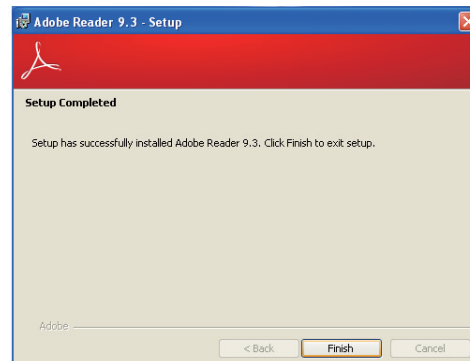 Adobe Reader 9.3 - Setup
Setup Completed
Setup has successfully installed Adobe Reader 9.3. Click Finish to exit setup.
Adobe
< Back Finish Cancel